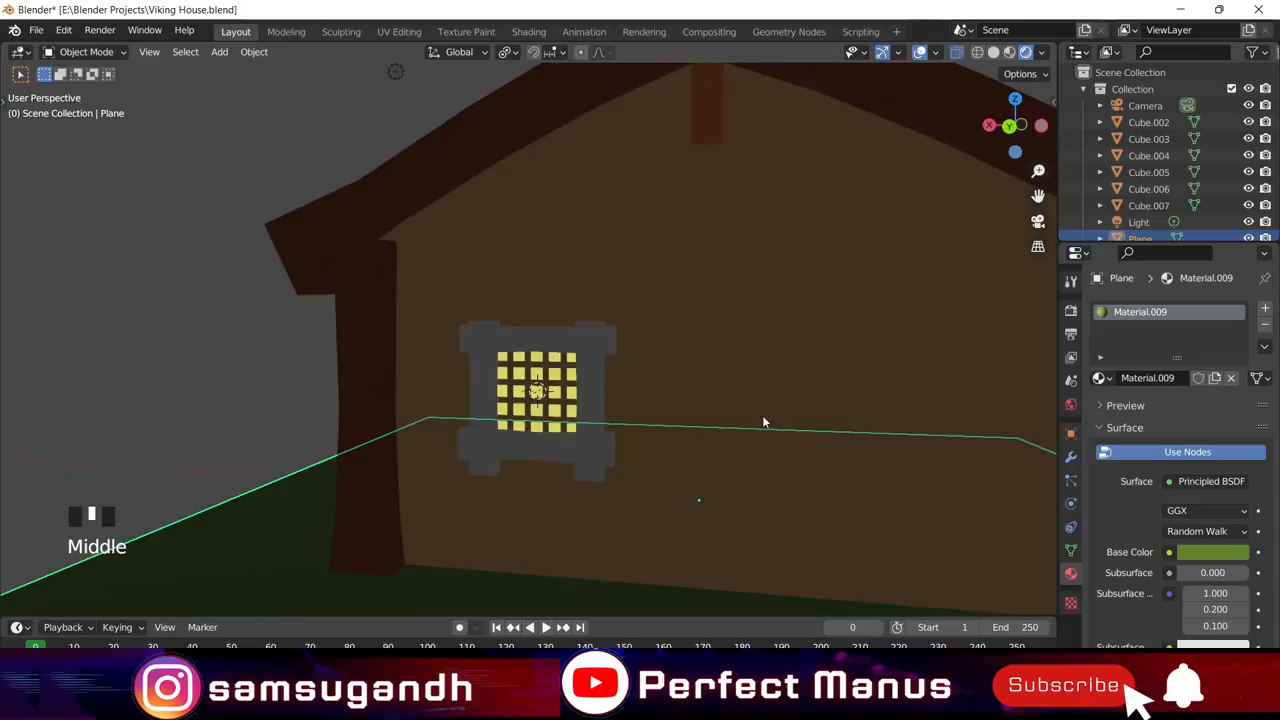 Blender* [E:\Blender Projects\Viking House.blend]
File Edit Render Window Help Layout Modeling Sculpting UV Editing Texture Paint Shading Animation Rendering Compositing Geometry Nodes Scripting + Scene ViewLayer
Object Mode View Select Add Object Global
Options
User Perspective
(0) Scene Collection | Plane
Z
X
Y
Middle
Scene Collection
Collection
Camera
Cube.002
Cube.003
Cube.004
Cube.005
Cube.006
Cube.007
Light
Plane
Plane > Material.009
Material.009
Material.009
Preview
Surface
Use Nodes
Surface Principled BSDF
GGX
Random Walk
Base Color
Subsurface 0.000
Subsurface ... 1.000
0.200
0.100
Playback Keying View Marker 0 Start 1 End 250
samsugandh
Perfect Manus
Subscribe